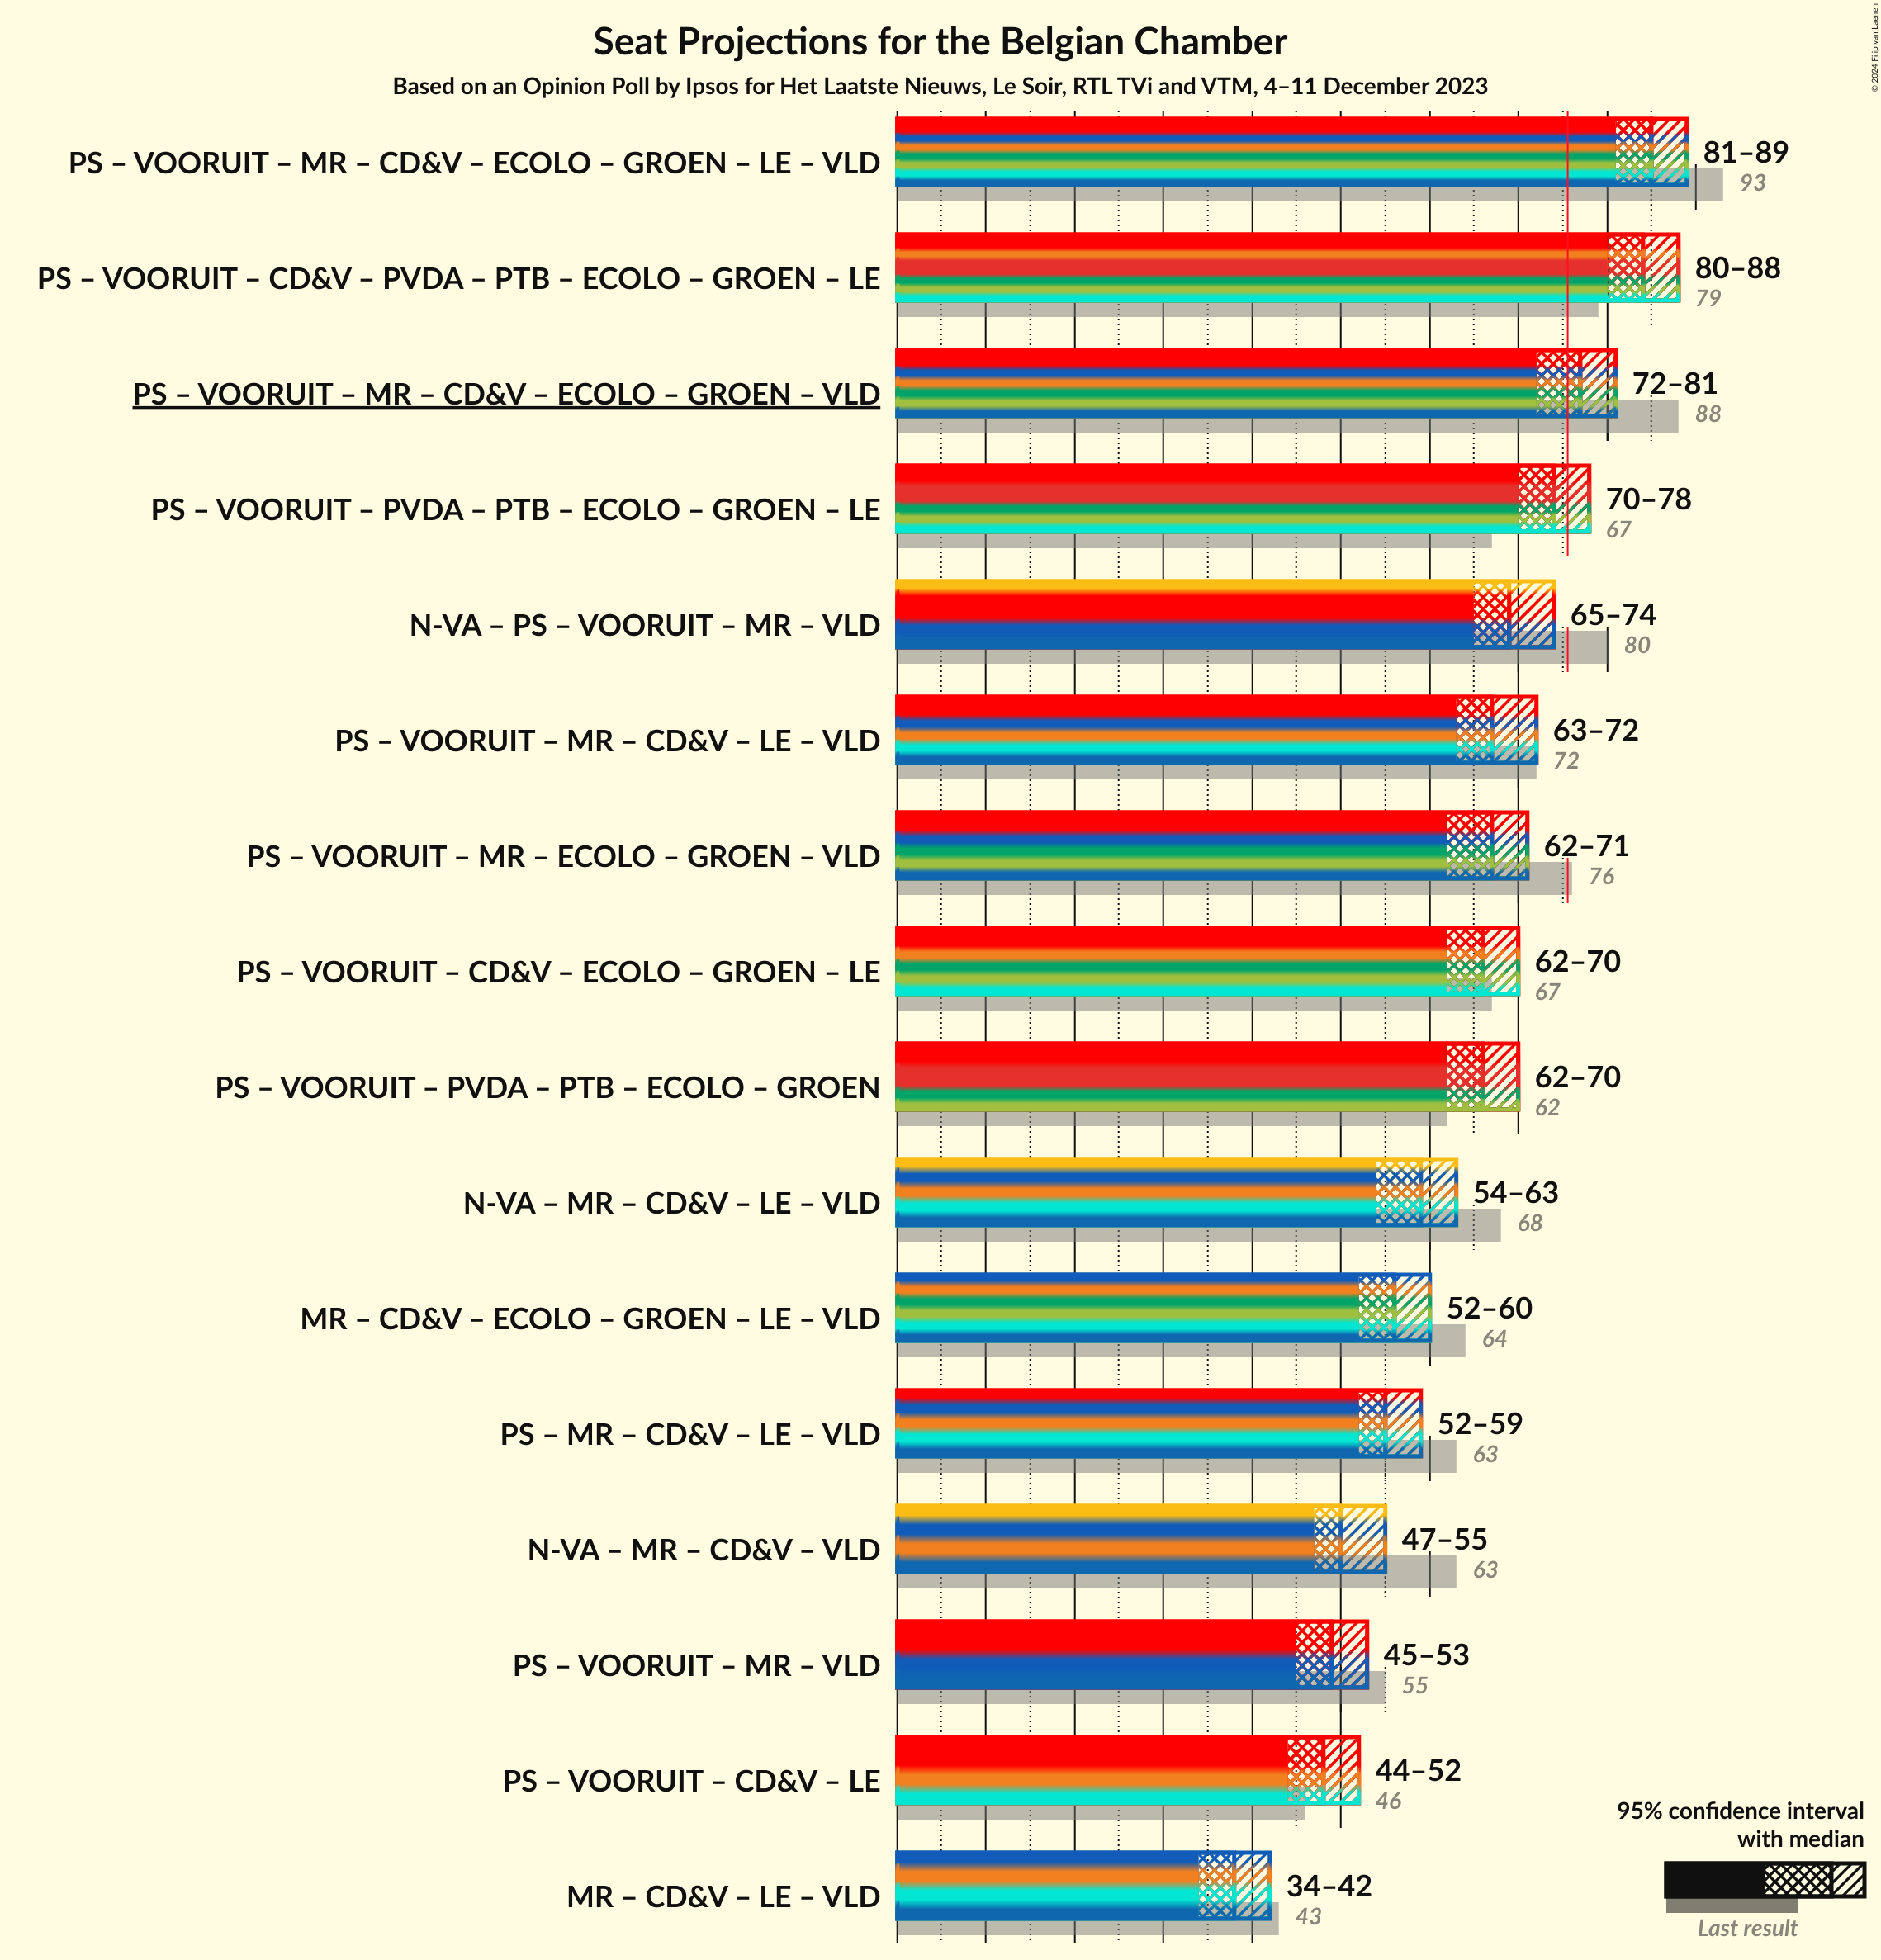 Seat Projections for the Belgian Chamber
Based on an Opinion Poll by Ipsos for Het Laatste Nieuws, Le Soir, RTL TVi and VTM, 4–11 December 2023
© 2024 Filip van Laenen
PS – VOORUIT – MR – CD&V – ECOLO – GROEN – LE – VLD
81–89
93
PS – VOORUIT – CD&V – PVDA – PTB – ECOLO – GROEN – LE
80–88
79
PS – VOORUIT – MR – CD&V – ECOLO – GROEN – VLD
72–81
88
PS – VOORUIT – PVDA – PTB – ECOLO – GROEN – LE
70–78
67
N-VA – PS – VOORUIT – MR – VLD
65–74
80
PS – VOORUIT – MR – CD&V – LE – VLD
63–72
72
PS – VOORUIT – MR – ECOLO – GROEN – VLD
62–71
76
PS – VOORUIT – CD&V – ECOLO – GROEN – LE
62–70
67
PS – VOORUIT – PVDA – PTB – ECOLO – GROEN
62–70
62
N-VA – MR – CD&V – LE – VLD
54–63
68
MR – CD&V – ECOLO – GROEN – LE – VLD
52–60
64
PS – MR – CD&V – LE – VLD
52–59
63
N-VA – MR – CD&V – VLD
47–55
63
PS – VOORUIT – MR – VLD
45–53
55
PS – VOORUIT – CD&V – LE
44–52
46
MR – CD&V – LE – VLD
34–42
43
95% confidence interval
with median
Last result